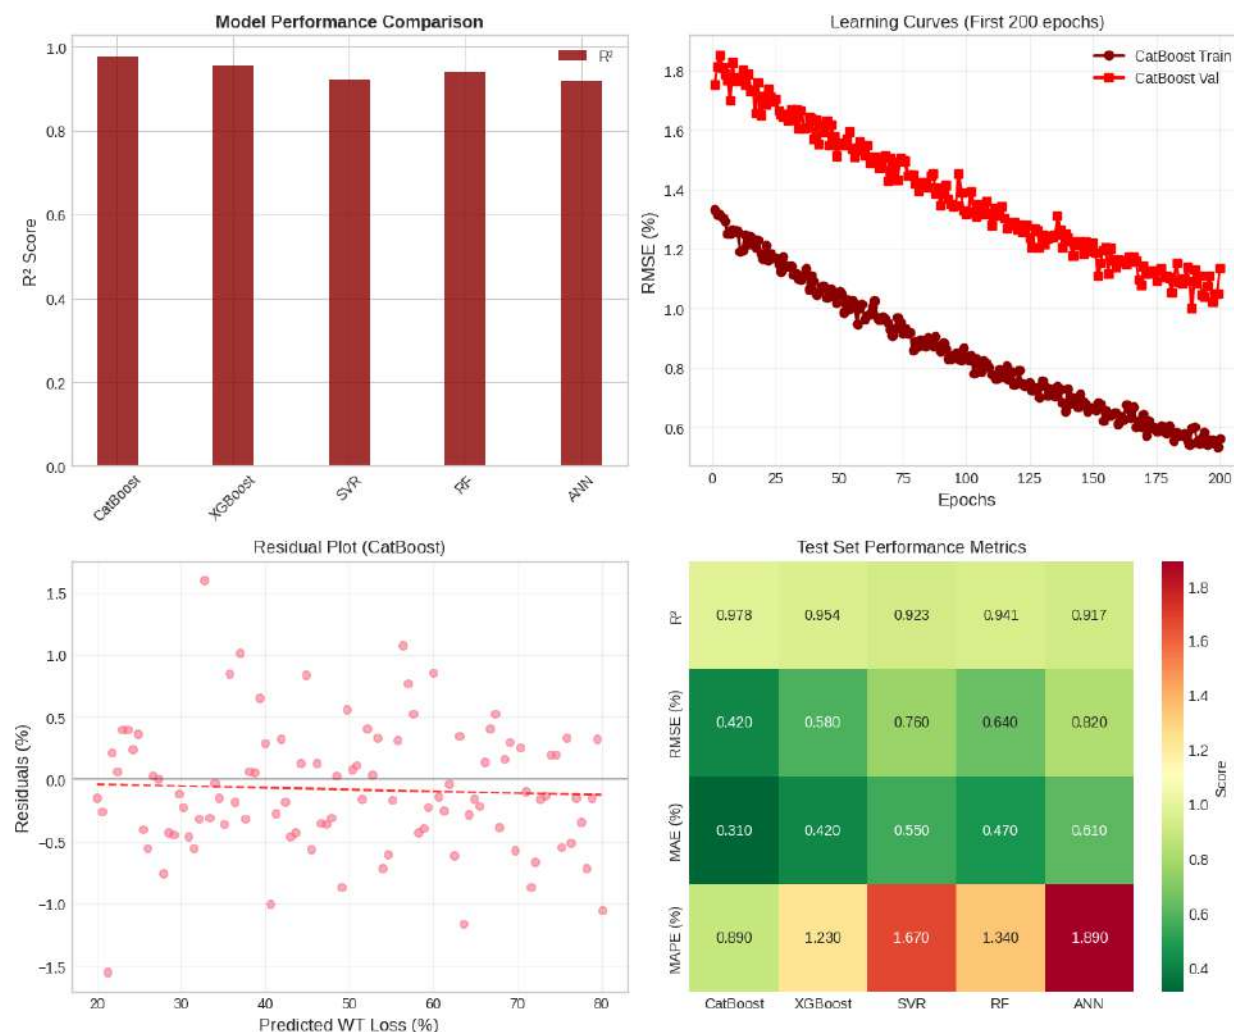 Model Performance Comparison
R²
R² Score
1.0
0.8
0.6
0.4
0.2
0.0
CatBoost
XGBoost
SVR
RF
ANN
Learning Curves (First 200 epochs)
CatBoost Train
CatBoost Val
RMSE (%)
1.8
1.6
1.4
1.2
1.0
0.8
0.6
0 25 50 75 100 125 150 175 200
Epochs
Residual Plot (CatBoost)
Residuals (%)
1.5
1.0
0.5
0.0
−0.5
−1.0
−1.5
20 30 40 50 60 70 80
Predicted WT Loss (%)
Test Set Performance Metrics
R² 0.978 0.954 0.923 0.941 0.917
RMSE (%) 0.420 0.580 0.760 0.640 0.820
MAE (%) 0.310 0.420 0.550 0.470 0.610
MAPE (%) 0.890 1.230 1.670 1.340 1.890
CatBoost XGBoost SVR RF ANN
1.8
1.6
1.4
1.2
1.0
0.8
0.6
0.4
Score